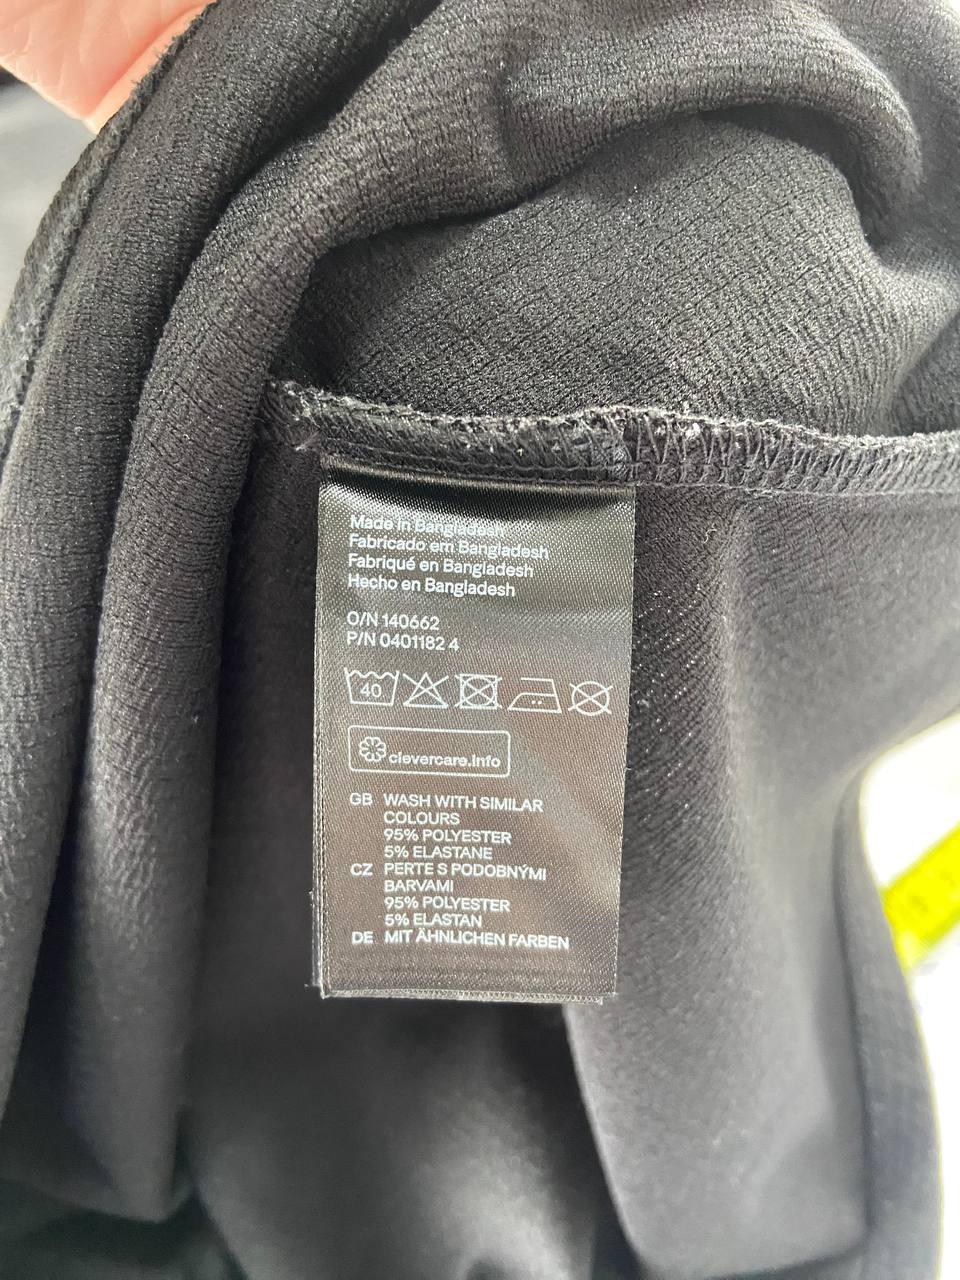 Made in Bangladesh
Fabricado em Bangladesh
Fabriqué en Bangladesh
Hecho en Bangladesh
O/N 140662
P/N 0401182 4
40
clevercare.info
GB WASH WITH SIMILAR
COLOURS
95% POLYESTER
5% ELASTANE
CZ PERTE S PODOBNÝMI
BARVAMI
95% POLYESTER
5% ELASTAN
DE MIT ÄHNLICHEN FARBEN